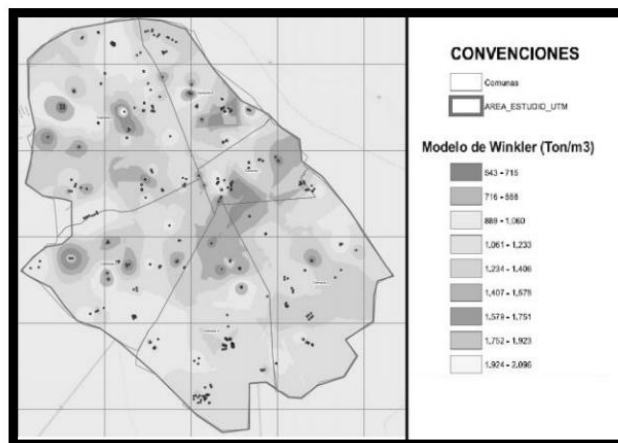 CONVENCIONES
Comunas
AREA_ESTUDIO_UTM
Modelo de Winkler (Ton/m3)
543 - 715
716 - 888
889 - 1,060
1,061 - 1,233
1,234 - 1,406
1,407 - 1,578
1,579 - 1,751
1,752 - 1,923
1,924 - 2,096